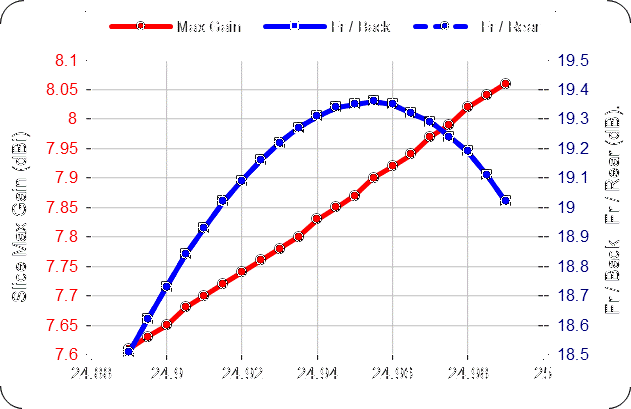 Max Gain Fr / Back Fr / Rear
8.1 19.5
8.05 19.4
8 19.3
7.95 19.2
7.9 19.1
7.85 19
7.8 18.9
7.75 18.8
7.7 18.7
7.65 18.6
7.6 18.5
24.88 24.9 24.92 24.94 24.96 24.98 25
Slice Max Gain (dBi)
Fr / Back Fr / Rear (dB).